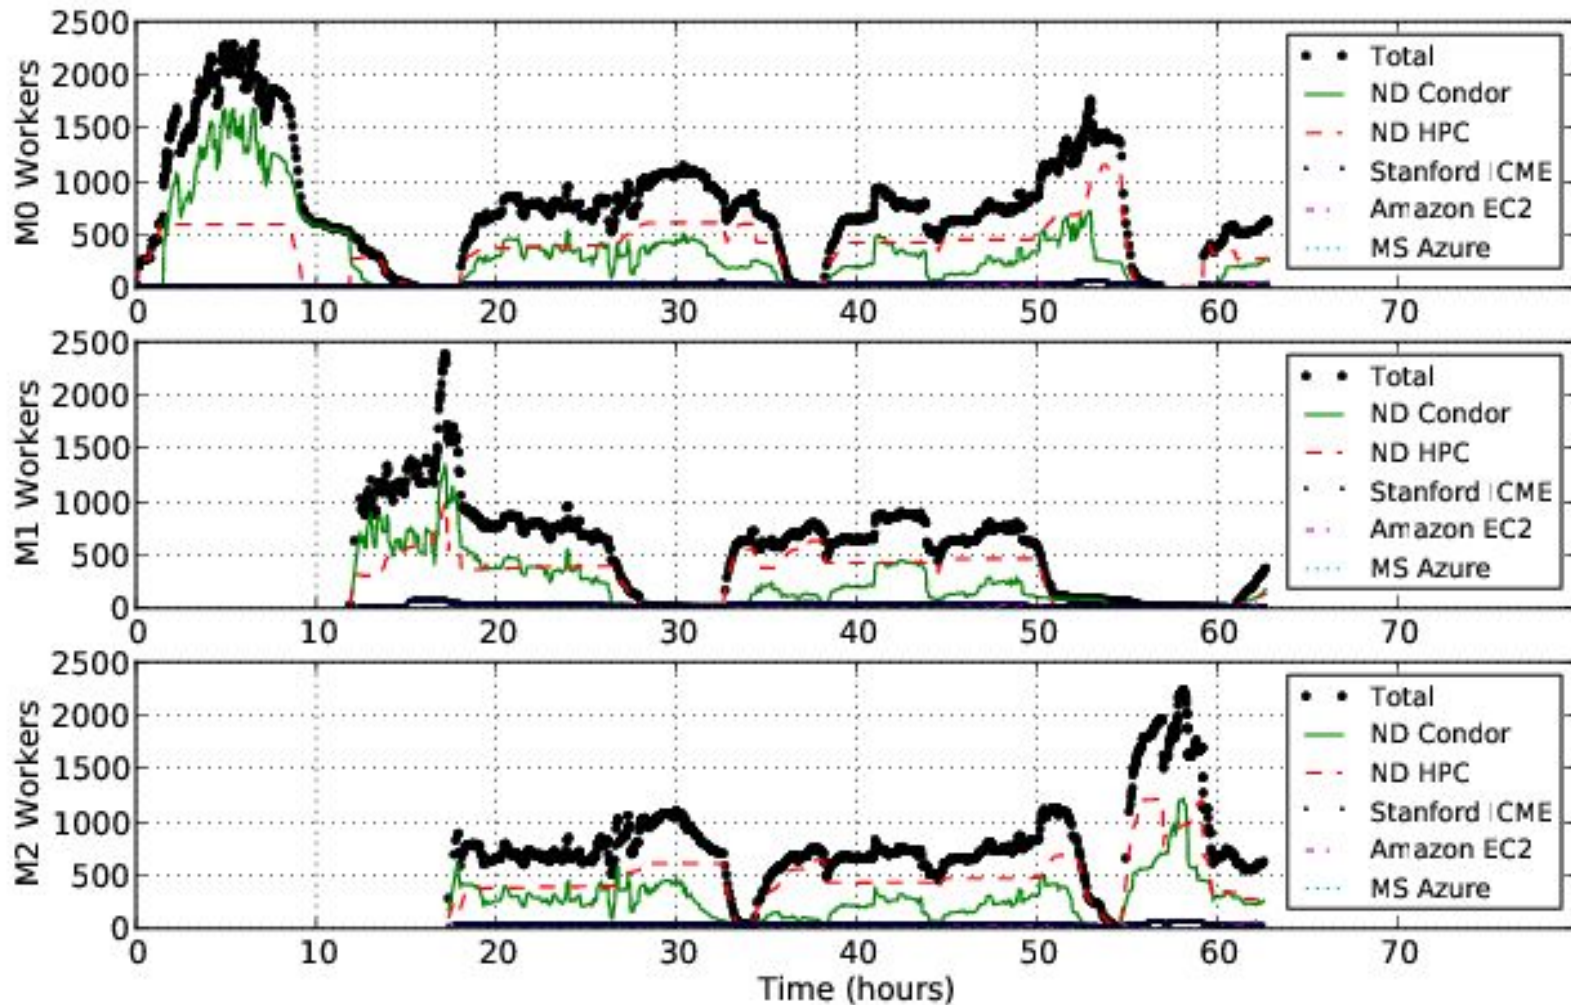 2500
2000
1500
1000
500
0
M0 Workers
Total
ND Condor
ND HPC
Stanford ICME
Amazon EC2
MS Azure
0 10 20 30 40 50 60 70
2500
2000
1500
1000
500
0
M1 Workers
Total
ND Condor
ND HPC
Stanford ICME
Amazon EC2
MS Azure
0 10 20 30 40 50 60 70
2500
2000
1500
1000
500
0
M2 Workers
Total
ND Condor
ND HPC
Stanford ICME
Amazon EC2
MS Azure
0 10 20 30 40 50 60 70
Time (hours)